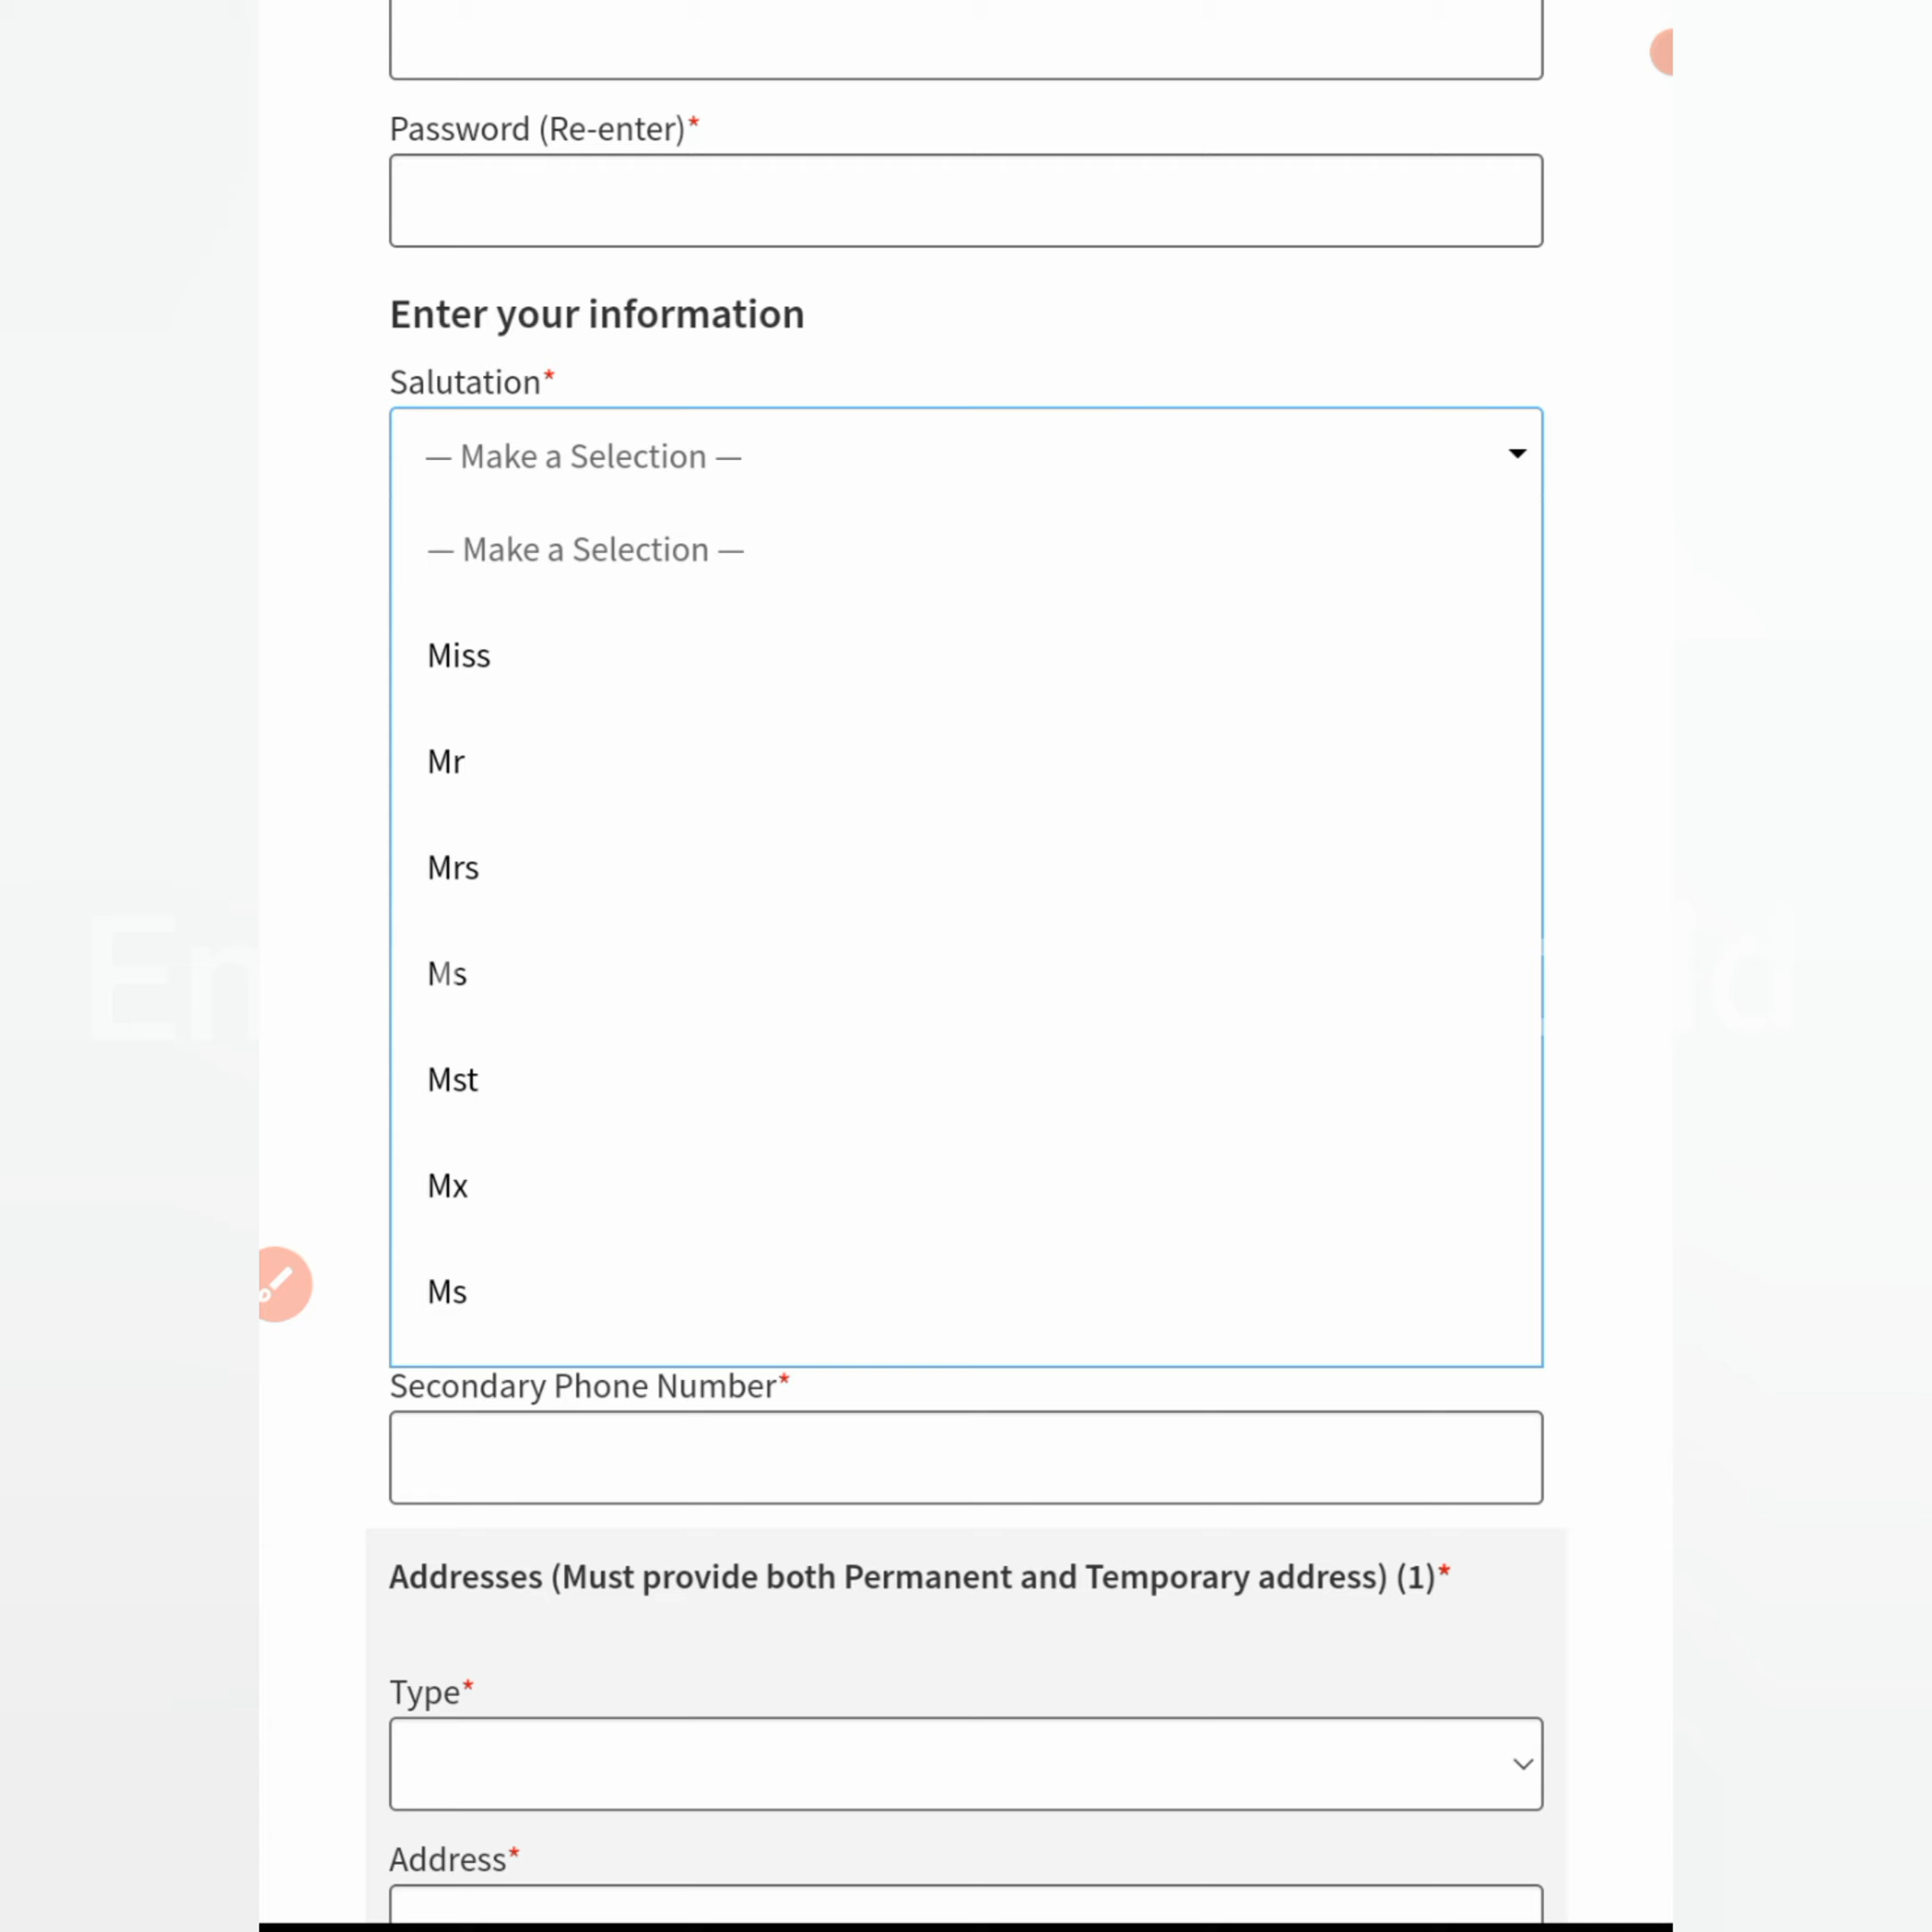 Password (Re-enter)*
Enter your information
Salutation*
— Make a Selection —
— Make a Selection —
Miss
Mr
Mrs
Ms
Mst
Mx
Ms
Secondary Phone Number*
Addresses (Must provide both Permanent and Temporary address) (1)*
Type*
Address*